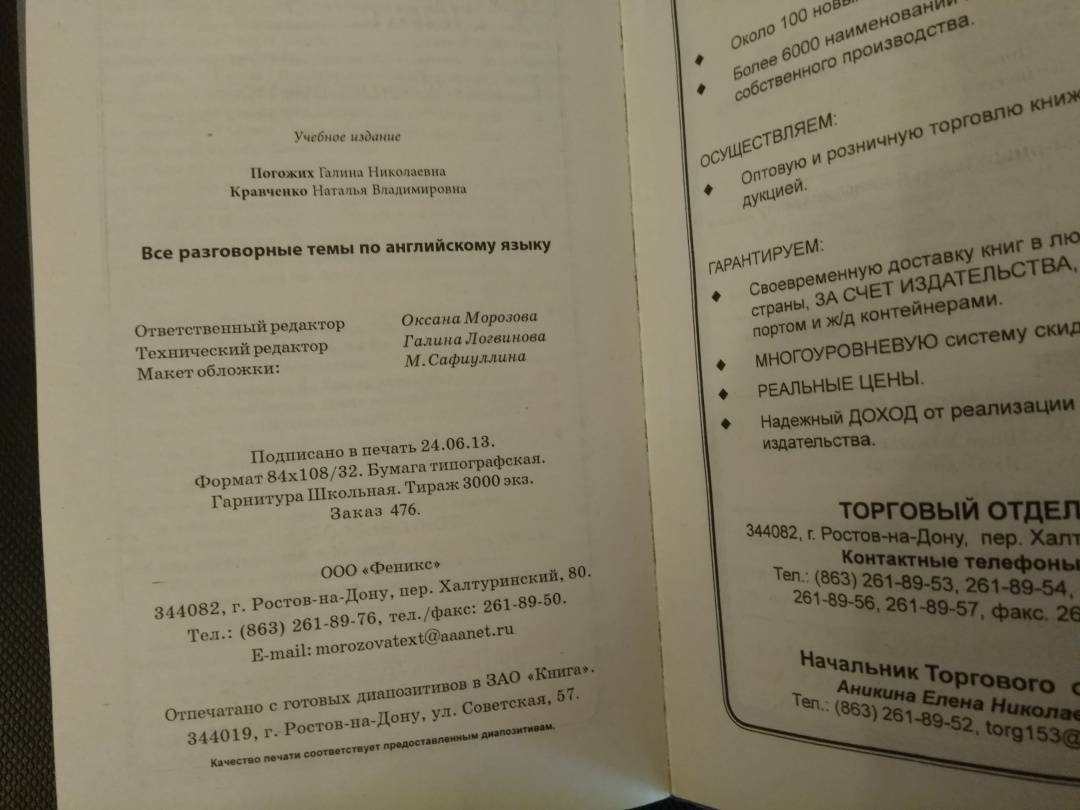 Учебное издание
Погожих Галина Николаевна
Кравченко Наталья Владимировна
Все разговорные темы по английскому языку
Ответственный редактор Оксана Морозова
Технический редактор Галина Логвинова
Макет обложки: М. Сафиуллина
Подписано в печать 24.06.13.
Формат 84x108/32. Бумага типографская.
Гарнитура Школьная. Тираж 3000 экз.
Заказ 476.
ООО «Феникс»
344082, г. Ростов-на-Дону, пер. Халтуринский, 80.
Тел.: (863) 261-89-76, тел./факс: 261-89-50.
E-mail: morozovatext@aaanet.ru
Отпечатано с готовых диапозитивов в ЗАО «Книга».
344019, г. Ростов-на-Дону, ул. Советская, 57.
Качество печати соответствует предоставленным диапозитивам.
♦ Около 100 новы
♦ Более 6000 наименований
собственного производства.
ОСУЩЕСТВЛЯЕМ:
♦ Оптовую и розничную торговлю книж
дукцией.
ГАРАНТИРУЕМ:
♦ Своевременную доставку книг в лю
страны, ЗА СЧЕТ ИЗДАТЕЛЬСТВА,
портом и ж/д контейнерами.
♦ МНОГОУРОВНЕВУЮ систему скид
♦ РЕАЛЬНЫЕ ЦЕНЫ.
♦ Надежный ДОХОД от реализации
издательства.
ТОРГОВЫЙ ОТДЕЛ
344082, г. Ростов-на-Дону, пер. Халт
Контактные телефоны
Тел.: (863) 261-89-53, 261-89-54,
261-89-56, 261-89-57, факс. 26
Начальник Торгового о
Аникина Елена Николае
Тел.: (863) 261-89-52, torg153@